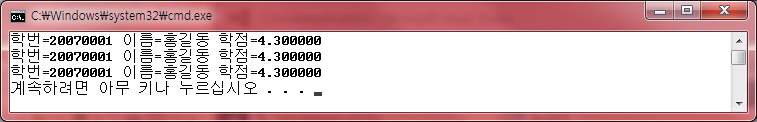 C:₩Windows₩system32₩cmd.exe
학번=20070001 이름=홍길동 학점=4.300000
학번=20070001 이름=홍길동 학점=4.300000
학번=20070001 이름=홍길동 학점=4.300000
계속하려면 아무 키나 누르십시오 . . .